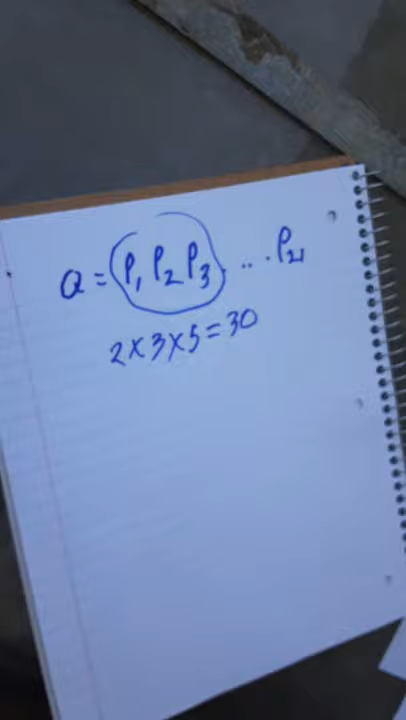 a = P₁ P₂ P₃ . . . . P₂₁
2 × 3 × 5 = 30